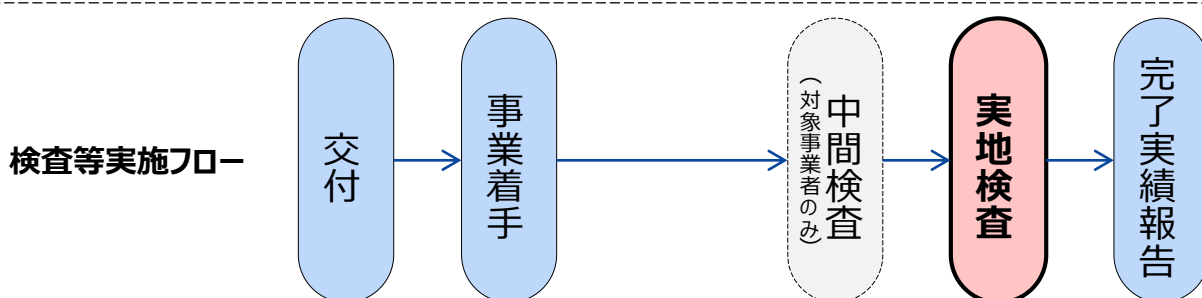 検査等実施フロー
交付
事業着手
中間検査
(対象事業者のみ)
実地検査
完了実績報告